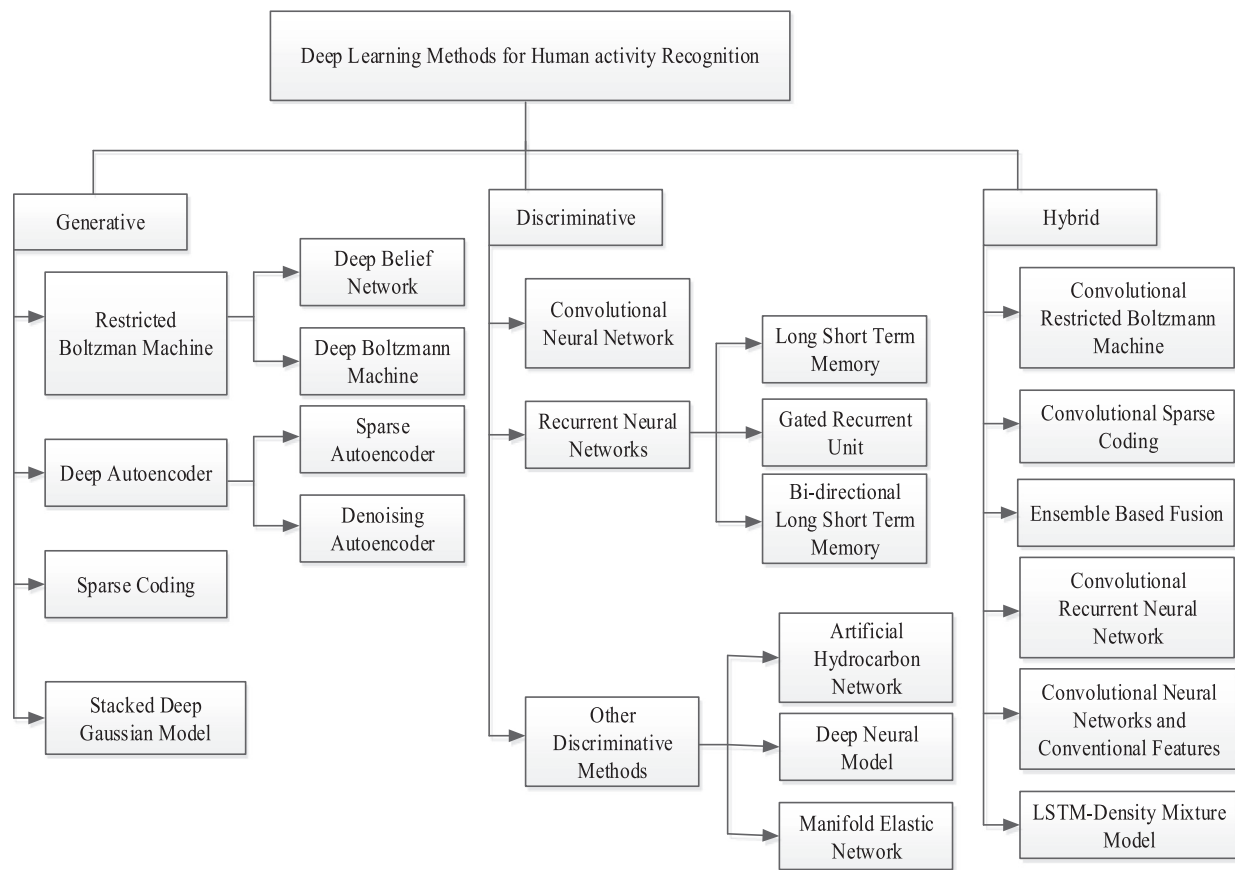 Deep Learning Methods for Human activity Recognition
Generative
Restricted
Boltzman Machine
Deep Belief
Network
Deep Boltzmann
Machine
Deep Autoencoder
Sparse
Autoencoder
Denoising
Autoencoder
Sparse Coding
Stacked Deep
Gaussian Model
Discriminative
Convolutional
Neural Network
Recurrent Neural
Networks
Long Short Term
Memory
Gated Recurrent
Unit
Bi-directional
Long Short Term
Memory
Other
Discriminative
Methods
Artificial
Hydrocarbon
Network
Deep Neural
Model
Manifold Elastic
Network
Hybrid
Convolutional
Restricted Boltzmann
Machine
Convolutional Sparse
Coding
Ensemble Based Fusion
Convolutional
Recurrent Neural
Network
Convolutional Neural
Networks and
Conventional Features
LSTM-Density Mixture
Model